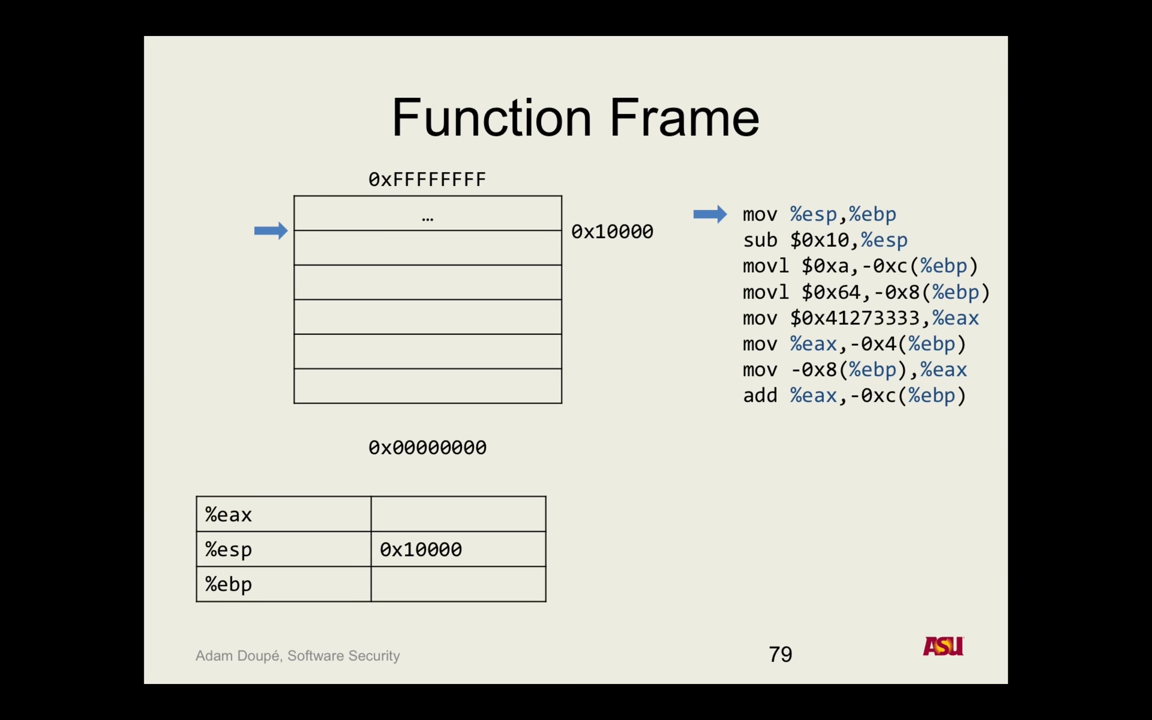 Function Frame
0xFFFFFFFF
…
0x10000
mov %esp,%ebp
sub $0x10,%esp
movl $0xa,-0xc(%ebp)
movl $0x64,-0x8(%ebp)
mov $0x41273333,%eax
mov %eax,-0x4(%ebp)
mov -0x8(%ebp),%eax
add %eax,-0xc(%ebp)
0x00000000
%eax
%esp 0x10000
%ebp
Adam Doupé, Software Security
79
ASU